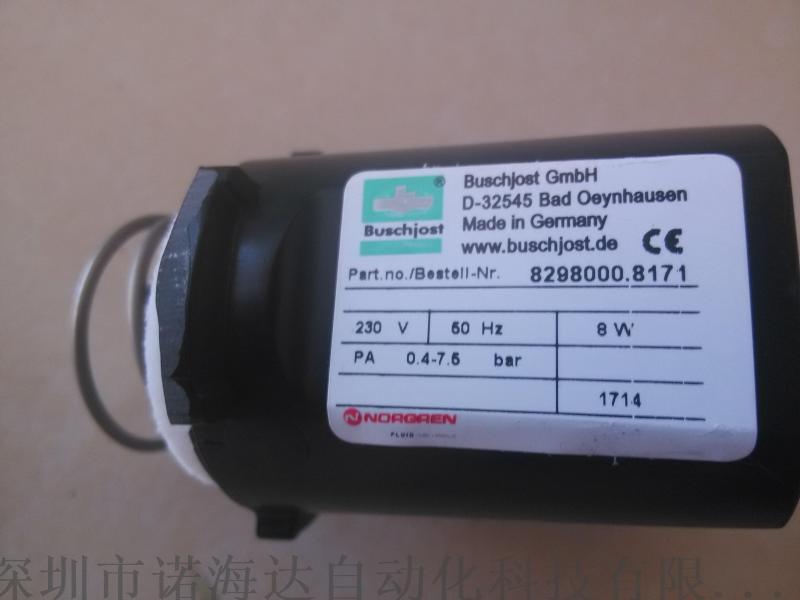 Buschjost
®
Buschjost GmbH
D-32545 Bad Oeynhausen
Made in Germany
www.buschjost.de CE
Part.no./Bestell-Nr. 8298000.8171
230 V 50 Hz 8 W
PA 0.4-7.5 bar
1714
NORGREN
FLUID
深圳市诺海达自动化科技有限...